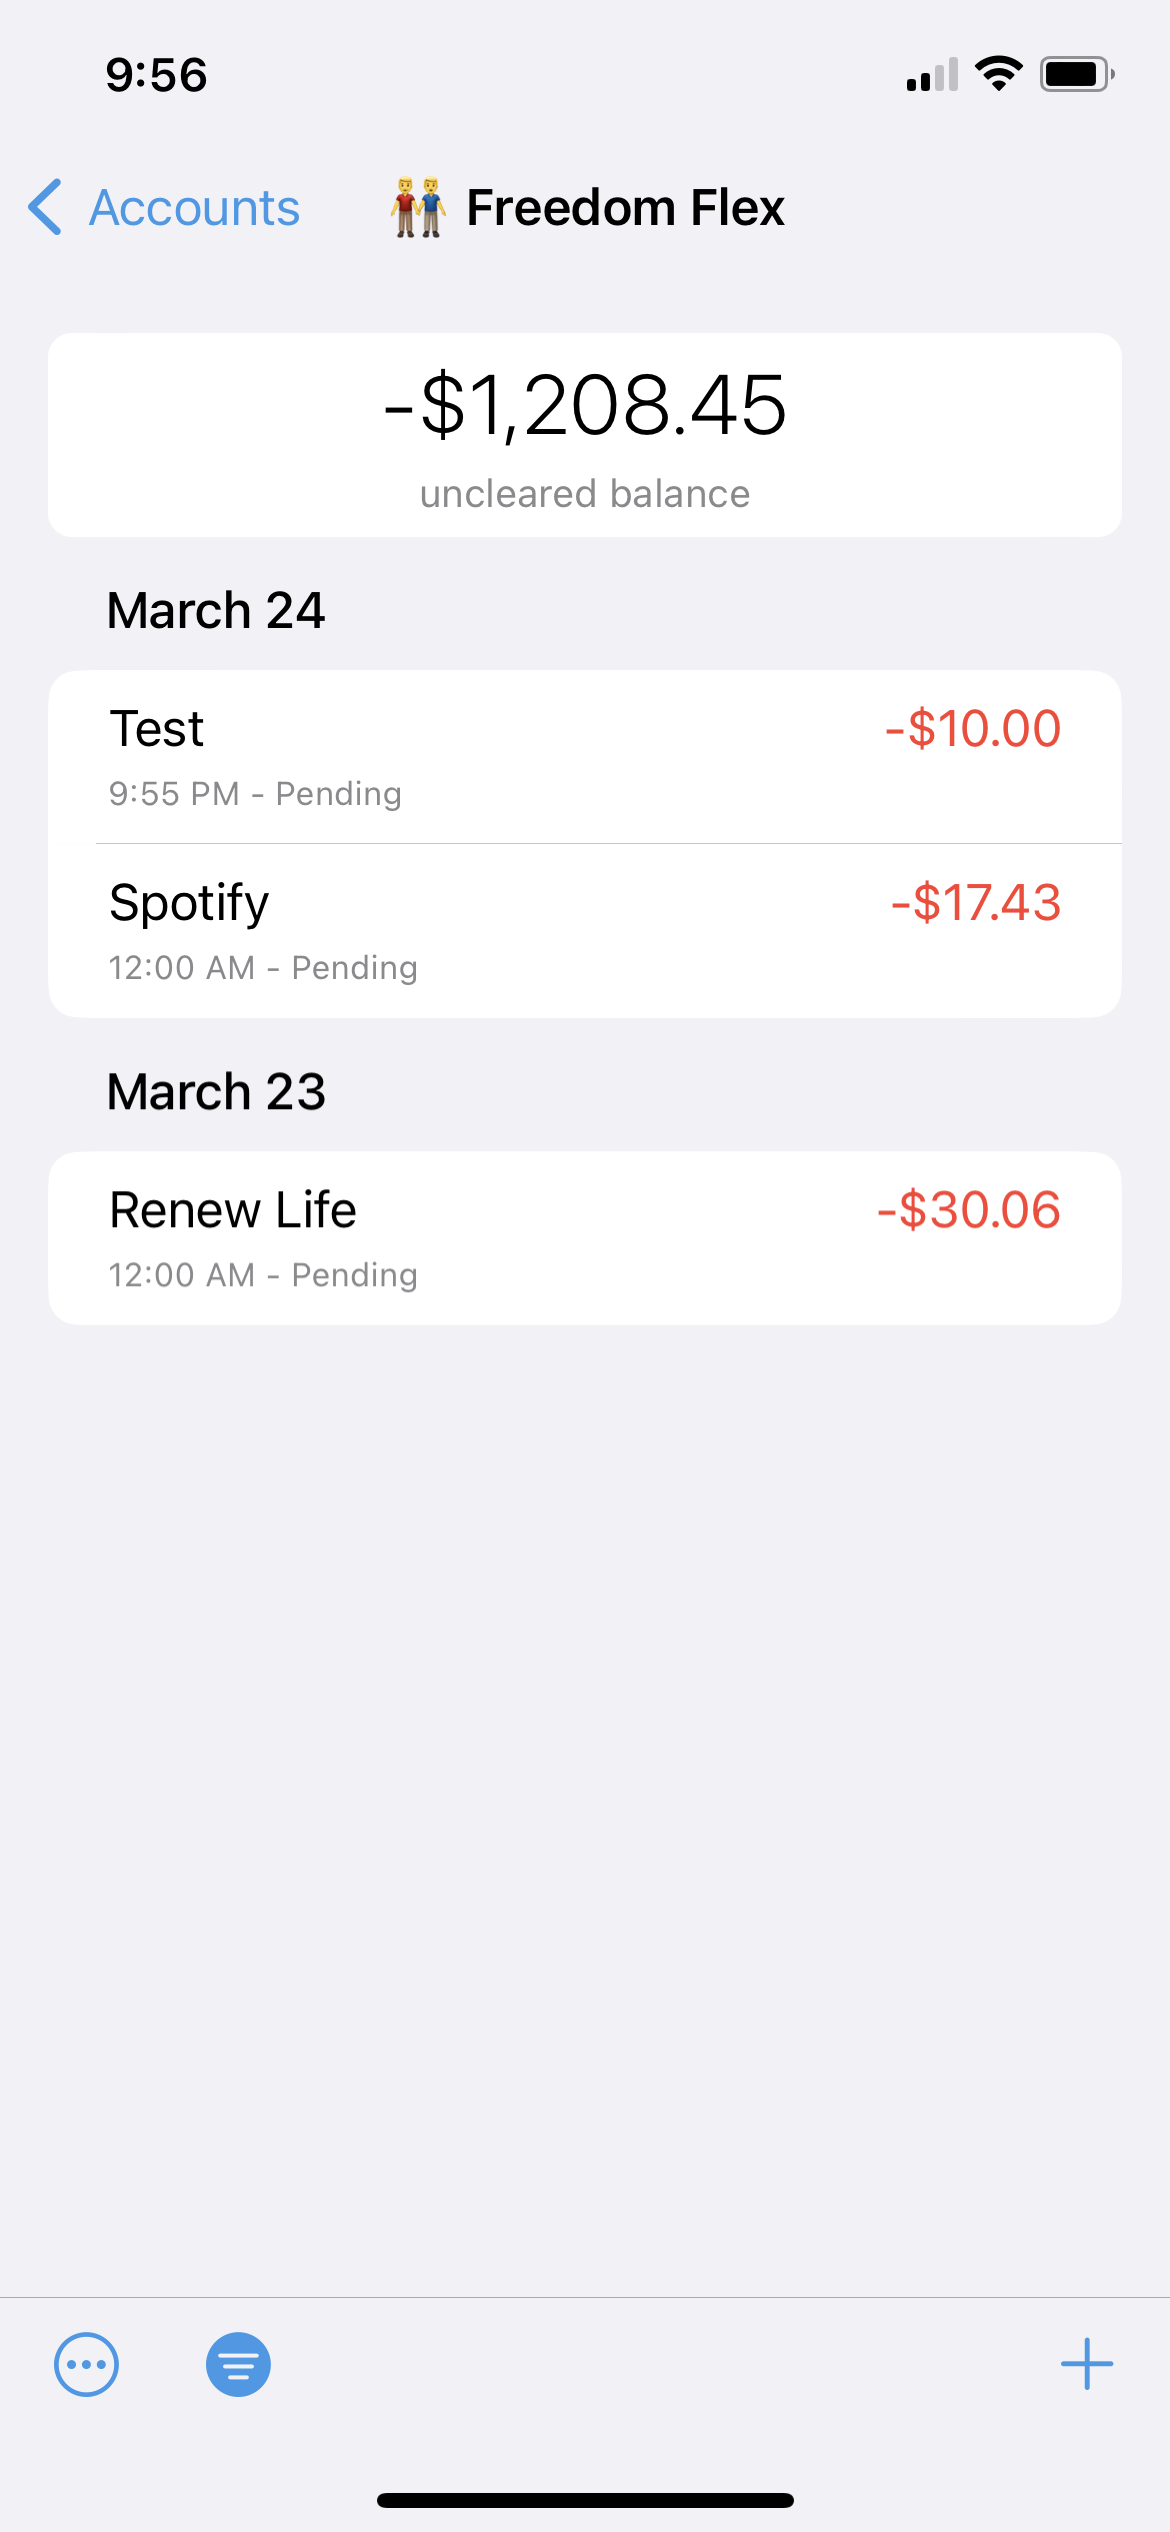 9:56
Accounts
Freedom Flex
-$1,208.45
uncleared balance
March 24
Test
-$10.00
9:55 PM - Pending
Spotify
-$17.43
12:00 AM - Pending
March 23
Renew Life
-$30.06
12:00 AM - Pending